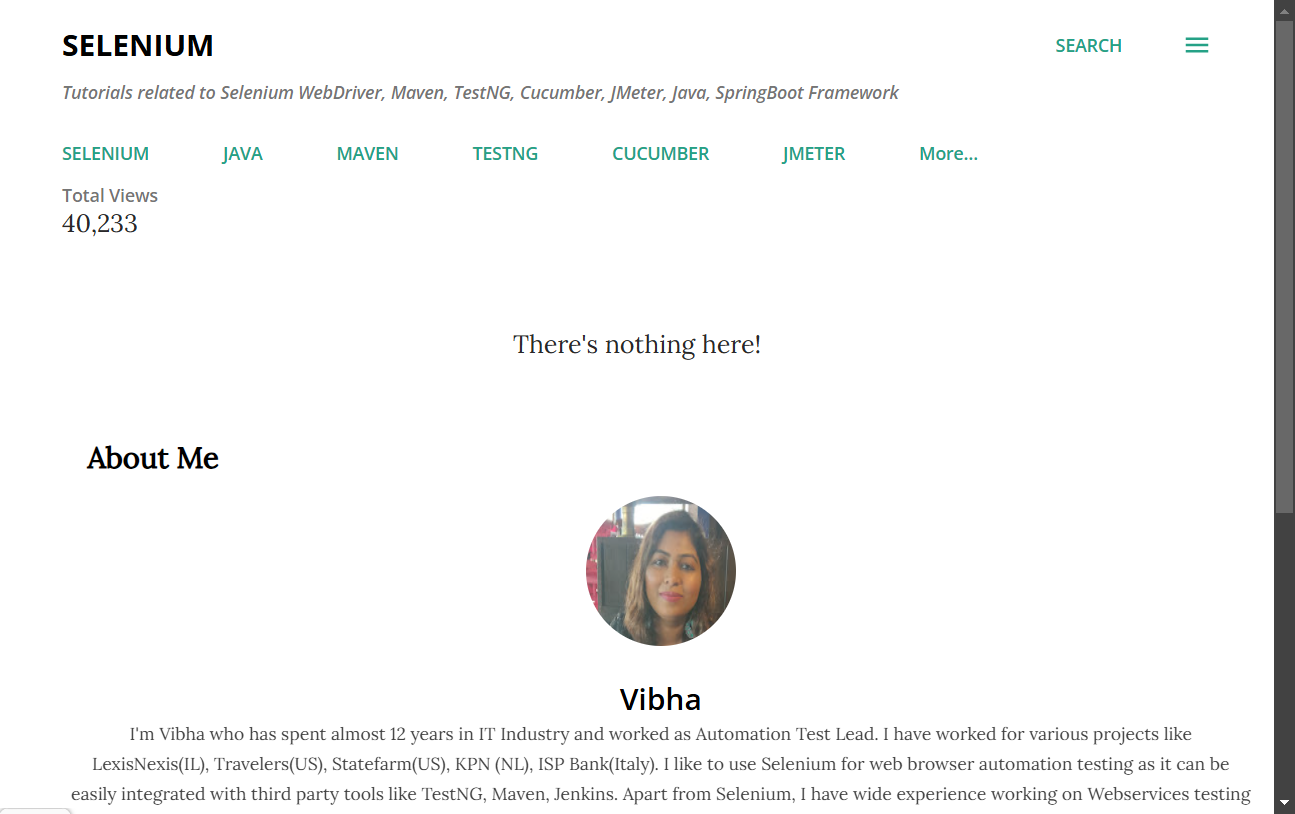 SELENIUM
SEARCH
Tutorials related to Selenium WebDriver, Maven, TestNG, Cucumber, JMeter, Java, SpringBoot Framework
SELENIUM JAVA MAVEN TESTNG CUCUMBER JMETER More…
Total Views
40,233
There's nothing here!
About Me
Vibha
I'm Vibha who has spent almost 12 years in IT Industry and worked as Automation Test Lead. I have worked for various projects like
LexisNexis(IL), Travelers(US), Statefarm(US), KPN (NL), ISP Bank(Italy). I like to use Selenium for web browser automation testing as it can be
easily integrated with third party tools like TestNG, Maven, Jenkins. Apart from Selenium, I have wide experience working on Webservices testing